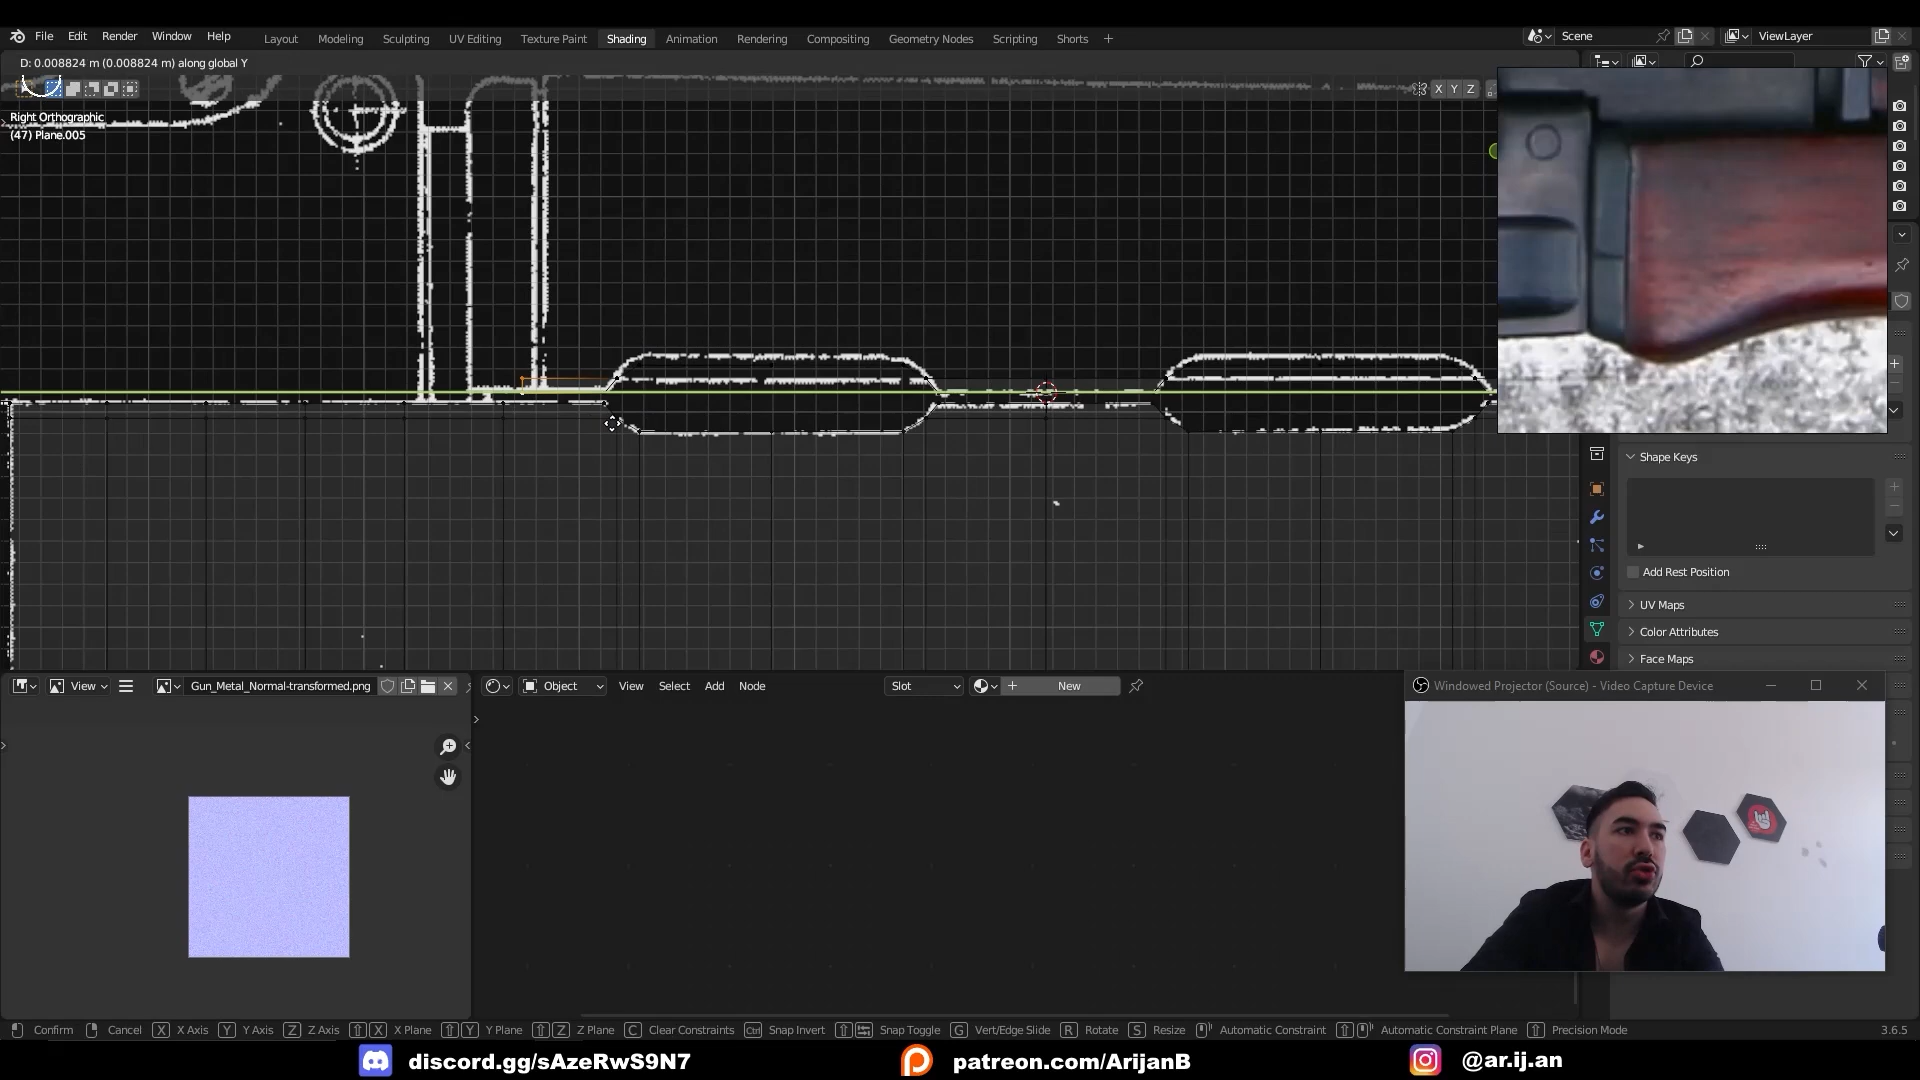 File Edit Render Window Help
Layout Modeling Sculpting UV Editing Texture Paint Shading Animation Rendering Compositing Geometry Nodes Scripting Shorts +
Scene
ViewLayer
D: 0.008824 m (0.008824 m) along global Y
X Y Z
Right Orthographic
(47) Plane.005
Shape Keys
Add Rest Position
UV Maps
Color Attributes
Face Maps
View
Gun_Metal_Normal-transformed.png
Object
View Select Add Node
Slot
New
Windowed Projector (Source) - Video Capture Device
Confirm Cancel X X Axis Y Y Axis Z Z Axis X X Plane Y Y Plane Z Z Plane C Clear Constraints Ctrl Snap Invert Snap Toggle G Vert/Edge Slide R Rotate S Resize Automatic Constraint Automatic Constraint Plane Precision Mode 3.6.5
discord.gg/sAzeRwS9N7
patreon.com/ArijanB
@ar.ij.an